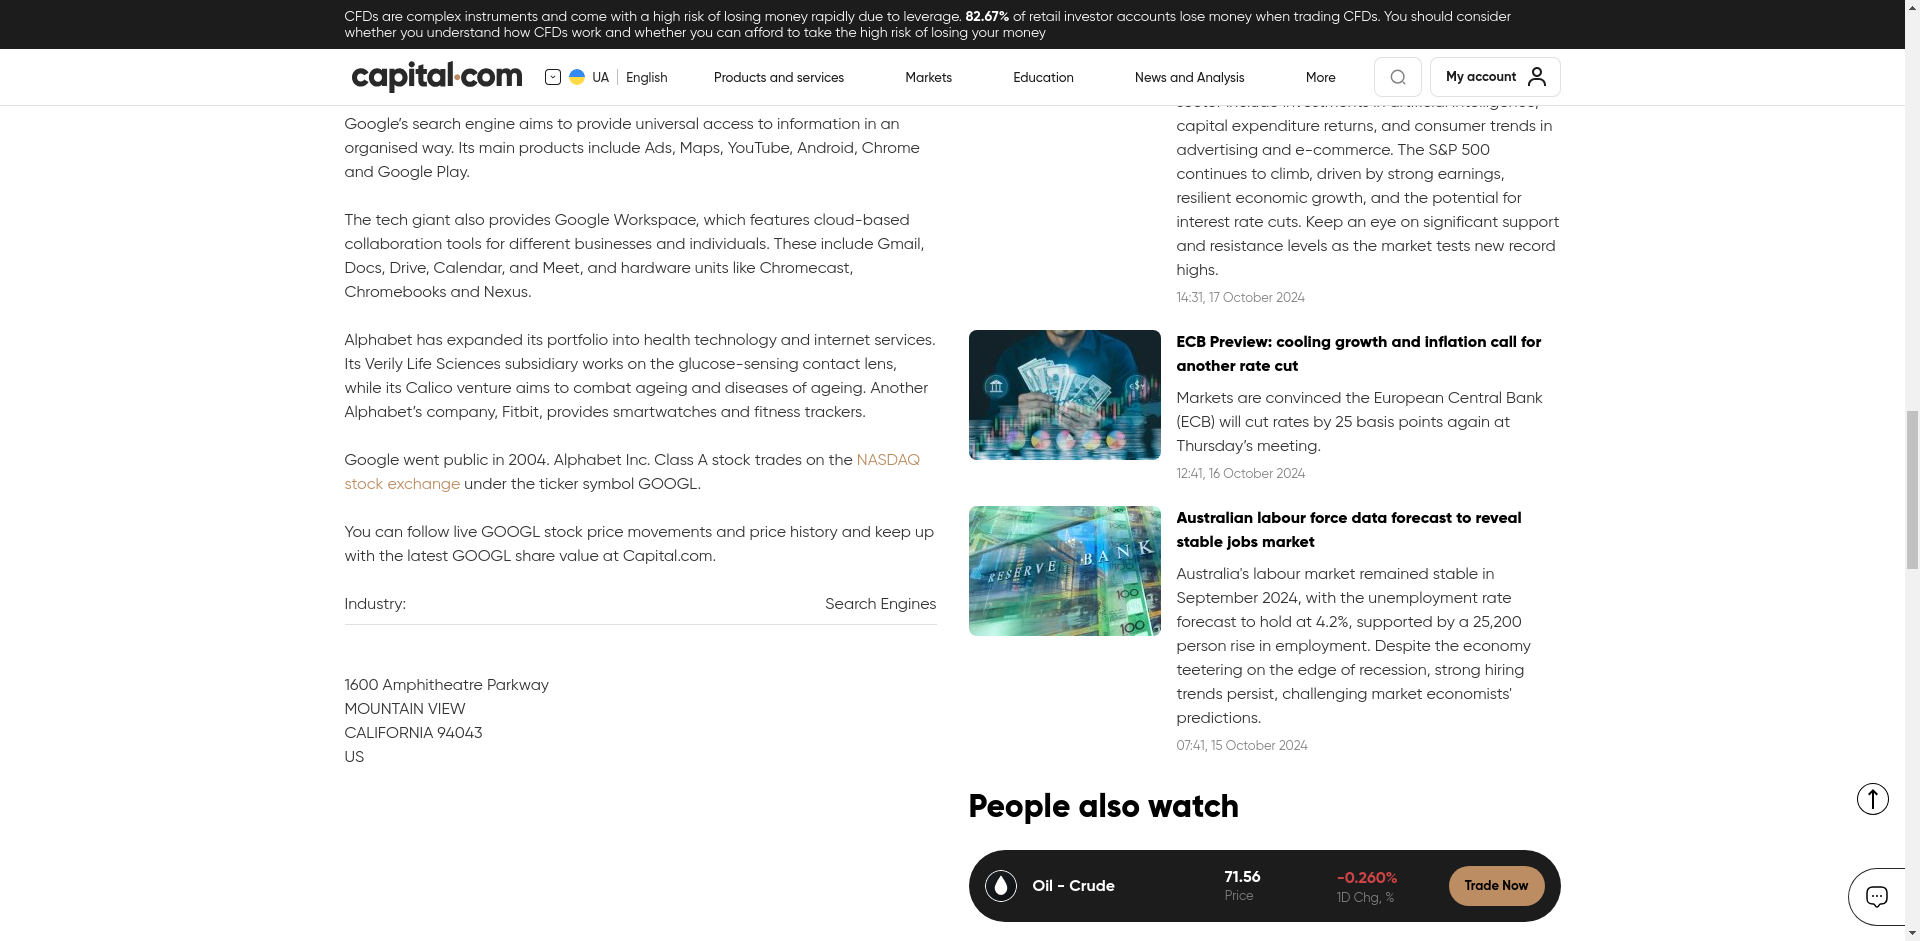 CFDs are complex instruments and come with a high risk of losing money rapidly due to leverage. 82.67% of retail investor accounts lose money when trading CFDs. You should consider
whether you understand how CFDs work and whether you can afford to take the high risk of losing your money
capital.com
UA
English
Products and services
Markets
Education
News and Analysis
More
My account
Google’s search engine aims to provide universal access to information in an
organised way. Its main products include Ads, Maps, YouTube, Android, Chrome
and Google Play.
The tech giant also provides Google Workspace, which features cloud-based
collaboration tools for different businesses and individuals. These include Gmail,
Docs, Drive, Calendar, and Meet, and hardware units like Chromecast,
Chromebooks and Nexus.
Alphabet has expanded its portfolio into health technology and internet services.
Its Verily Life Sciences subsidiary works on the glucose-sensing contact lens,
while its Calico venture aims to combat ageing and diseases of ageing. Another
Alphabet’s company, Fitbit, provides smartwatches and fitness trackers.
Google went public in 2004. Alphabet Inc. Class A stock trades on the NASDAQ
stock exchange under the ticker symbol GOOGL.
You can follow live GOOGL stock price movements and price history and keep up
with the latest GOOGL share value at Capital.com.
Industry:
Search Engines
1600 Amphitheatre Parkway
MOUNTAIN VIEW
CALIFORNIA 94043
US
sector include investments in artificial intelligence,
capital expenditure returns, and consumer trends in
advertising and e-commerce. The S&P 500
continues to climb, driven by strong earnings,
resilient economic growth, and the potential for
interest rate cuts. Keep an eye on significant support
and resistance levels as the market tests new record
highs.
14:31, 17 October 2024
ECB Preview: cooling growth and inflation call for
another rate cut
Markets are convinced the European Central Bank
(ECB) will cut rates by 25 basis points again at
Thursday’s meeting.
12:41, 16 October 2024
RESERVE BANK
100
100
Australian labour force data forecast to reveal
stable jobs market
Australia's labour market remained stable in
September 2024, with the unemployment rate
forecast to hold at 4.2%, supported by a 25,200
person rise in employment. Despite the economy
teetering on the edge of recession, strong hiring
trends persist, challenging market economists'
predictions.
07:41, 15 October 2024
People also watch
Oil - Crude
71.56
Price
-0.260%
1D Chg, %
Trade Now